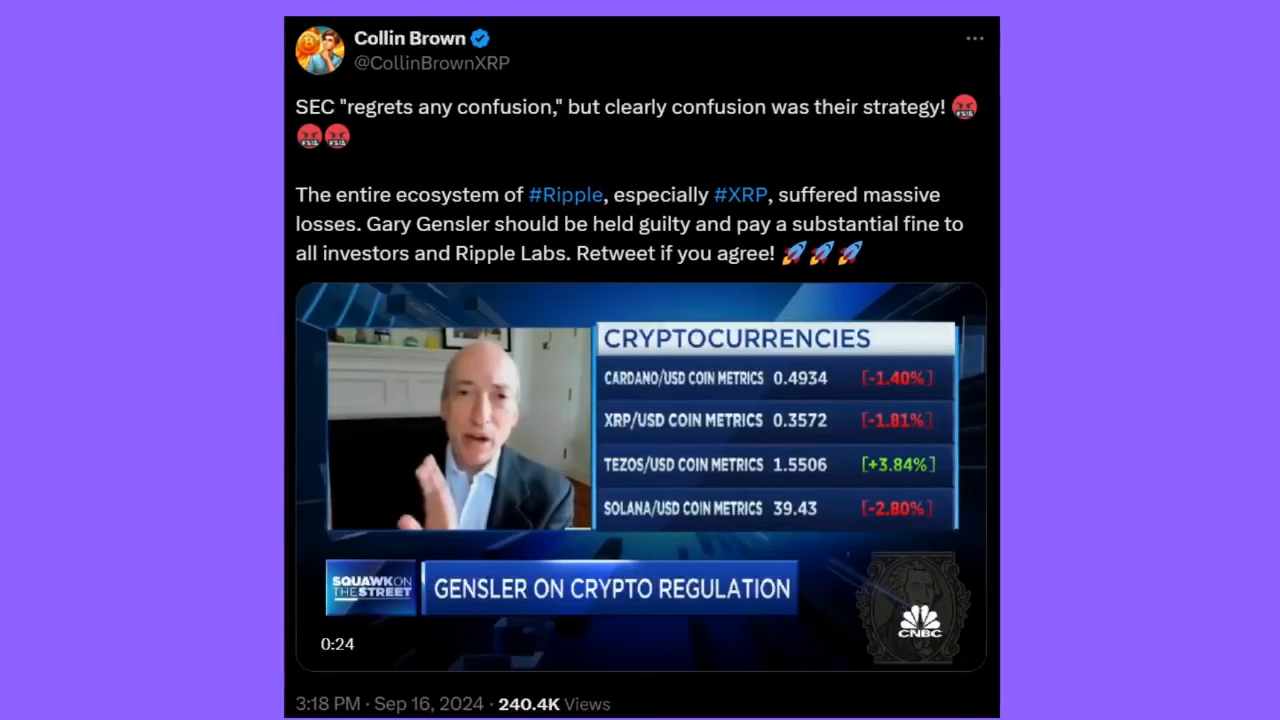 Collin Brown
@CollinBrownXRP
SEC "regrets any confusion," but clearly confusion was their strategy! 🤬
🤬🤬
The entire ecosystem of #Ripple, especially #XRP, suffered massive
losses. Gary Gensler should be held guilty and pay a substantial fine to
all investors and Ripple Labs. Retweet if you agree! 🚀🚀🚀
CRYPTOCURRENCIES
CARDANO/USD COIN METRICS 0.4934 [-1.40%]
XRP/USD COIN METRICS 0.3572 [-1.81%]
TEZOS/USD COIN METRICS 1.5506 [+3.84%]
SOLANA/USD COIN METRICS 39.43 [-2.80%]
SQUAWK ON
THE STREET
GENSLER ON CRYPTO REGULATION
CNBC
0:24
3:18 PM · Sep 16, 2024 · 240.4K Views